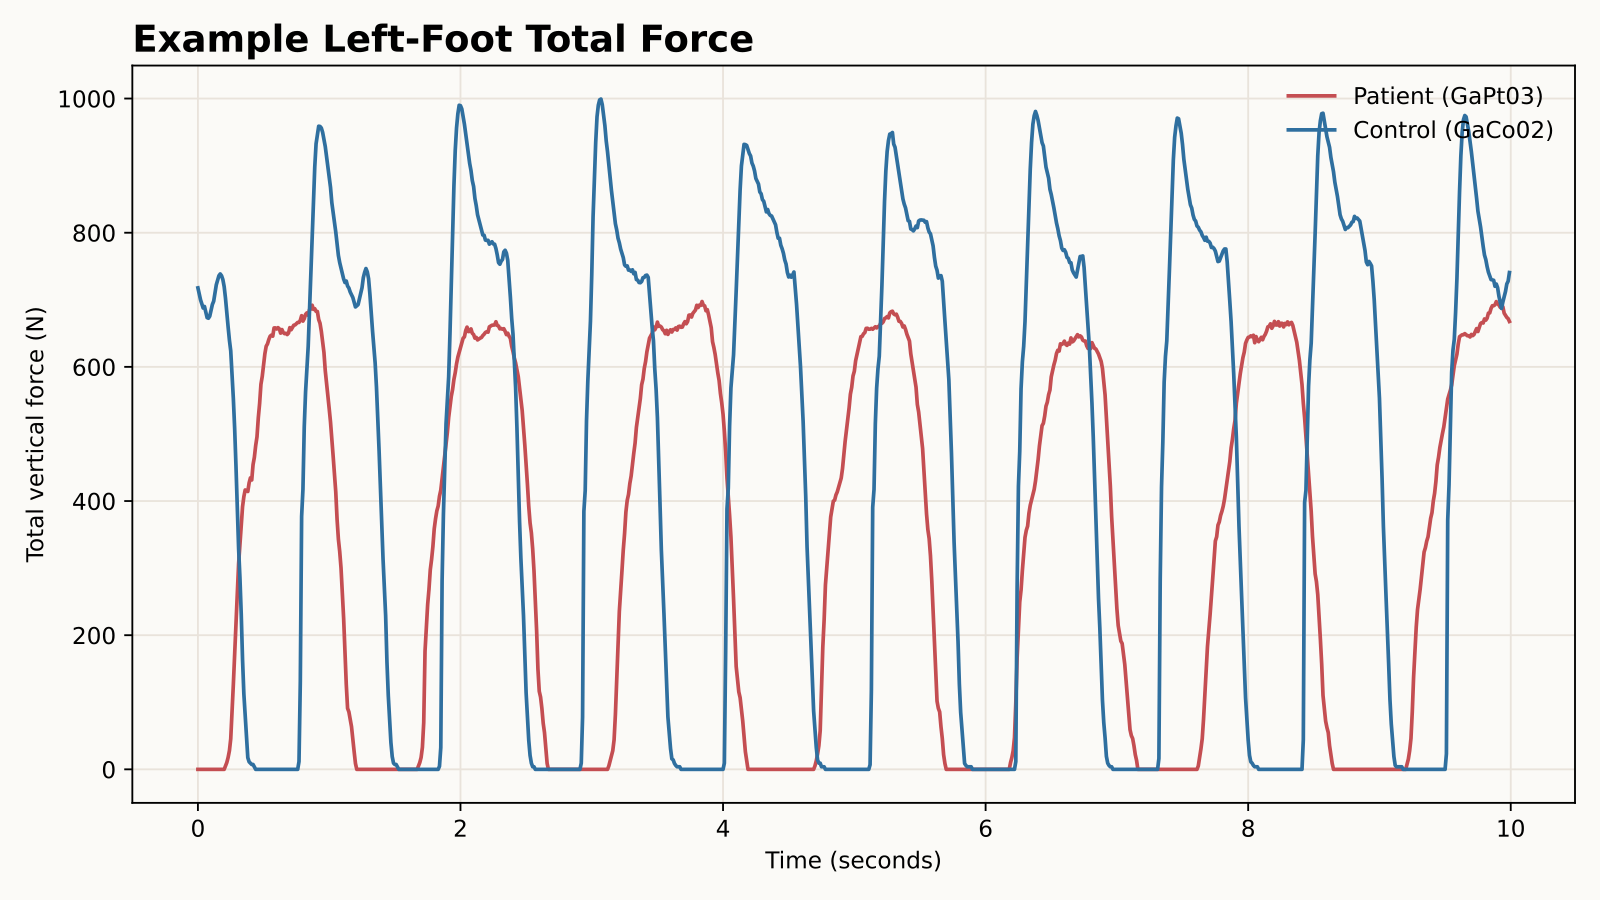 Example Left-Foot Total Force
Patient (GaPt03)
Control (GaCo02)
Total vertical force (N)
1000
800
600
400
200
0
0 2 4 6 8 10
Time (seconds)